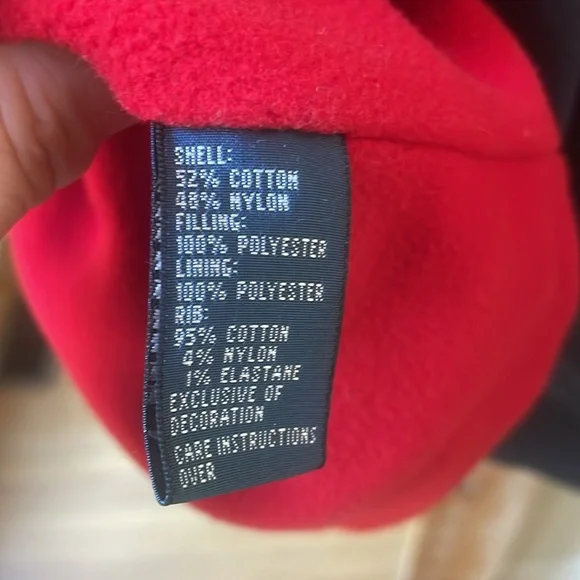 SHELL:
52% COTTON
48% NYLON
FILLING:
100% POLYESTER
LINING:
100% POLYESTER
RIB:
95% COTTON
4% NYLON
1% ELASTANE
EXCLUSIVE OF
DECORATION
CARE INSTRUCTIONS
OVER